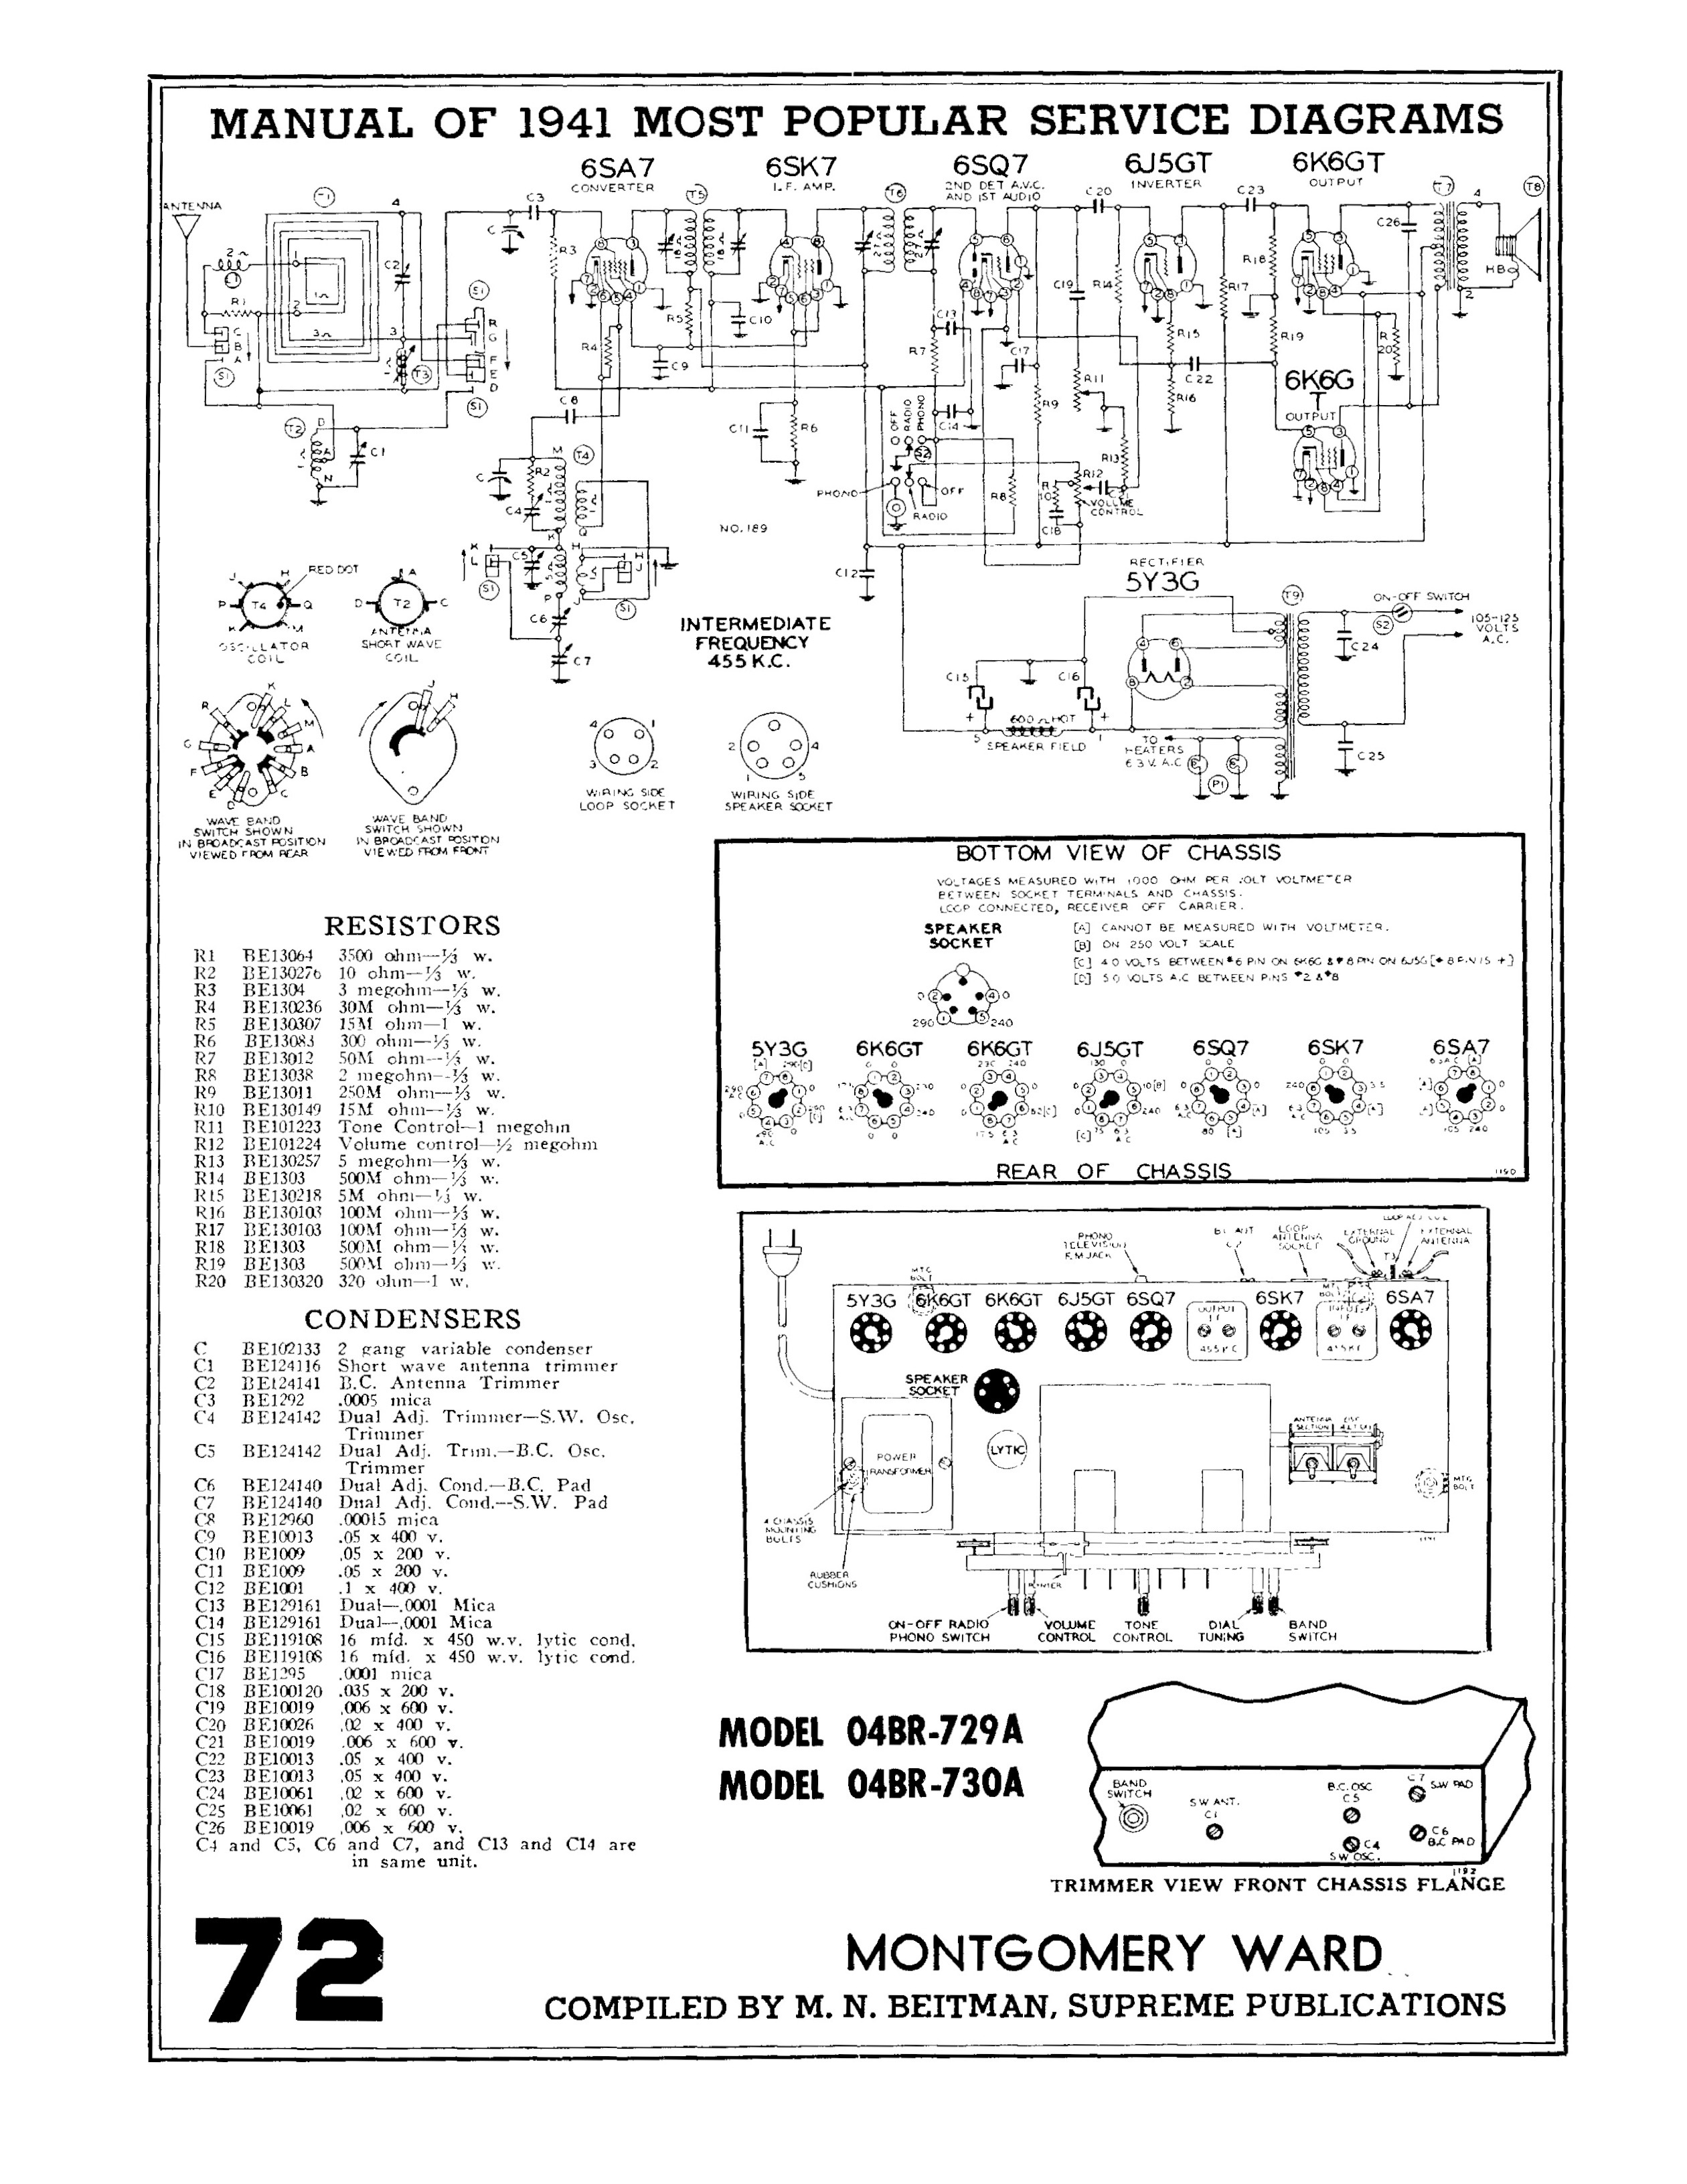 MANUAL OF 1941 MOST POPULAR SERVICE DIAGRAMS
6SA7
CONVERTER
6SK7
I.F. AMP.
6SQ7
2ND DET A.V.C.
AND 1ST AUDIO
6J5GT
INVERTER
6K6GT
OUTPUT
ANTENNA
T1
T5
T6
T7
T8
C3
C20
C23
C26
C2
R3
R5
C10
C9
R4
R7
C13
C17
C19
R14
R15
R17
R18
R19
R20
C22
R16
R11
R9
R13
R12
HB
R1
S1
T3
T2
C1
C8
C11
R6
C14
OFF
RADIO
PHONO
S2
6K6G
OUTPUT
T4
R2
C4
C5
C6
C7
PHONO
OFF
RADIO
R8
R10
C18
VOLUME
CONTROL
NO. 189
C12
RED DOT
T4
OSCILLATOR
COIL
T2
ANTENNA
SHORT WAVE
COIL
INTERMEDIATE
FREQUENCY
455 K.C.
RECTIFIER
5Y3G
T9
ON-OFF SWITCH
S2
105-125
VOLTS
A.C.
C24
C25
C15
C16
SPEAKER FIELD
TO
HEATERS
6.3 V. A.C.
P1
WAVE BAND
SWITCH SHOWN
IN BROADCAST POSITION
VIEWED FROM REAR
WAVE BAND
SWITCH SHOWN
IN BROADCAST POSITION
VIEWED FROM FRONT
WIRING SIDE
LOOP SOCKET
WIRING SIDE
SPEAKER SOCKET
BOTTOM VIEW OF CHASSIS
VOLTAGES MEASURED WITH 1000 OHM PER VOLT VOLTMETER
BETWEEN SOCKET TERMINALS AND CHASSIS.
LOOP CONNECTED, RECEIVER OFF CARRIER.
SPEAKER
SOCKET
[A] CANNOT BE MEASURED WITH VOLTMETER.
[B] ON 250 VOLT SCALE
[C] 40 VOLTS BETWEEN #6 PIN ON 6K6G & #8 PIN ON 6J5G [#8 PIN IS +]
[D] 5.0 VOLTS A.C BETWEEN PINS #2 & #8
290
240
5Y3G 6K6GT 6K6GT 6J5GT 6SQ7 6SK7 6SA7
REAR OF CHASSIS
1190
RESISTORS
R1 BE13064 3500 ohm—⅓ w.
R2 BE130276 10 ohm—⅓ w.
R3 BE1304 3 megohm—⅓ w.
R4 BE130236 30M ohm—⅓ w.
R5 BE130307 15M ohm—1 w.
R6 BE13083 300 ohm—⅓ w.
R7 BE13012 50M ohm—⅓ w.
R8 BE13038 2 megohm—⅓ w.
R9 BE13011 250M ohm—⅓ w.
R10 BE130149 15M ohm—⅓ w.
R11 BE101223 Tone Control—1 megohm
R12 BE101224 Volume control—½ megohm
R13 BE130257 5 megohm—⅓ w.
R14 BE1303 500M ohm—⅓ w.
R15 BE130218 5M ohm—⅓ w.
R16 BE130103 100M ohm—⅓ w.
R17 BE130103 100M ohm—⅓ w.
R18 BE1303 500M ohm—⅓ w.
R19 BE1303 500M ohm—⅓ w.
R20 BE130320 320 ohm—1 w.
CONDENSERS
C BE102133 2 gang variable condenser
C1 BE124116 Short wave antenna trimmer
C2 BE124141 B.C. Antenna Trimmer
C3 BE1292 .0005 mica
C4 BE124142 Dual Adj. Trimmer—S.W. Osc.
Trimmer
C5 BE124142 Dual Adj. Trim.—B.C. Osc.
Trimmer
C6 BE124140 Dual Adj. Cond.—B.C. Pad
C7 BE124140 Dual Adj. Cond.—S.W. Pad
C8 BE12960 .00015 mica
C9 BE10013 .05 x 400 v.
C10 BE1009 .05 x 200 v.
C11 BE1009 .05 x 200 v.
C12 BE1001 .1 x 400 v.
C13 BE129161 Dual—.0001 Mica
C14 BE129161 Dual—.0001 Mica
C15 BE119108 16 mfd. x 450 w.v. lytic cond.
C16 BE119108 16 mfd. x 450 w.v. lytic cond.
C17 BE1295 .0001 mica
C18 BE100120 .035 x 200 v.
C19 BE10019 .006 x 600 v.
C20 BE10026 .02 x 400 v.
C21 BE10019 .006 x 600 v.
C22 BE10013 .05 x 400 v.
C23 BE10013 .05 x 400 v.
C24 BE10061 .02 x 600 v.
C25 BE10061 .02 x 600 v.
C26 BE10019 .006 x 600 v.
C4 and C5, C6 and C7, and C13 and C14 are
in same unit.
PHONO
TELEVISION
F.M JACK
LOOP
ANTENNA
SOCKET
EXTERNAL
GROUND
EXTERNAL
ANTENNA
MTG
BOLT
5Y3G 6K6GT 6K6GT 6J5GT 6SQ7 6SK7 6SA7
OUTPUT
I F
455 K C
INPUT
I F
455 K C
SPEAKER
SOCKET
LYTIC
POWER
TRANSFORMER
ANTENNA
SECTION
OSC
SECTION
MTG
BOLT
4 CHASSIS
MOUNTING
BOLTS
RUBBER
CUSHIONS
POINTER
ON-OFF RADIO
PHONO SWITCH
VOLUME
CONTROL
TONE
CONTROL
DIAL
TUNING
BAND
SWITCH
MODEL 04BR-729A
MODEL 04BR-730A
BAND
SWITCH
S W ANT.
C1
B.C. OSC
C5
C7
S.W PAD
C4
S W OSC.
C6
B.C PAD
1192
TRIMMER VIEW FRONT CHASSIS FLANGE
72
MONTGOMERY WARD
COMPILED BY M. N. BEITMAN, SUPREME PUBLICATIONS